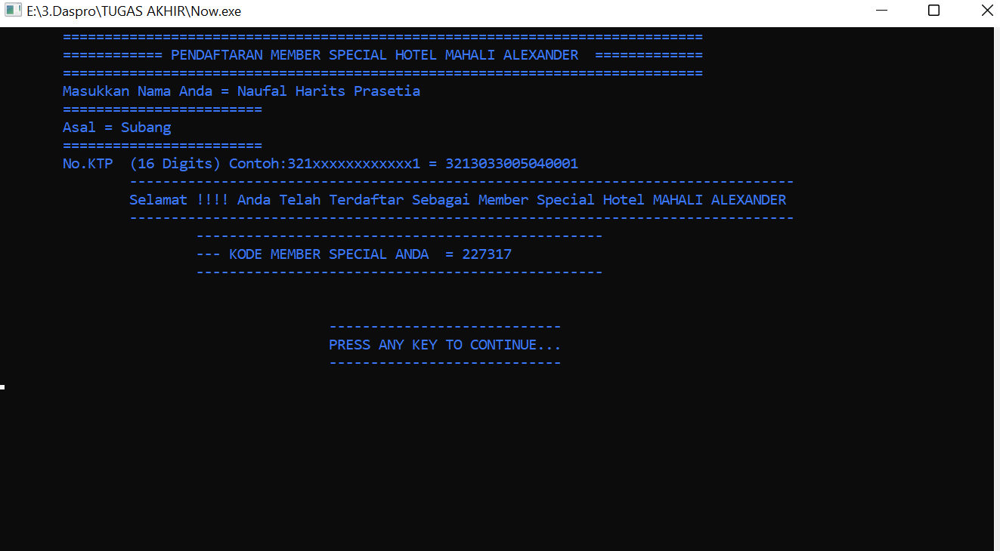 E:\3.Daspro\TUGAS AKHIR\Now.exe
=============================================================================
============ PENDAFTARAN MEMBER SPECIAL HOTEL MAHALI ALEXANDER  =============
=============================================================================
Masukkan Nama Anda = Naufal Harits Prasetia
========================
Asal = Subang
========================
No.KTP  (16 Digits) Contoh:321xxxxxxxxxxxx1 = 3213033005040001
--------------------------------------------------------------------------------
Selamat !!!! Anda Telah Terdaftar Sebagai Member Special Hotel MAHALI ALEXANDER
--------------------------------------------------------------------------------
-------------------------------------------------
--- KODE MEMBER SPECIAL ANDA  = 227317
-------------------------------------------------
----------------------------
PRESS ANY KEY TO CONTINUE...
----------------------------